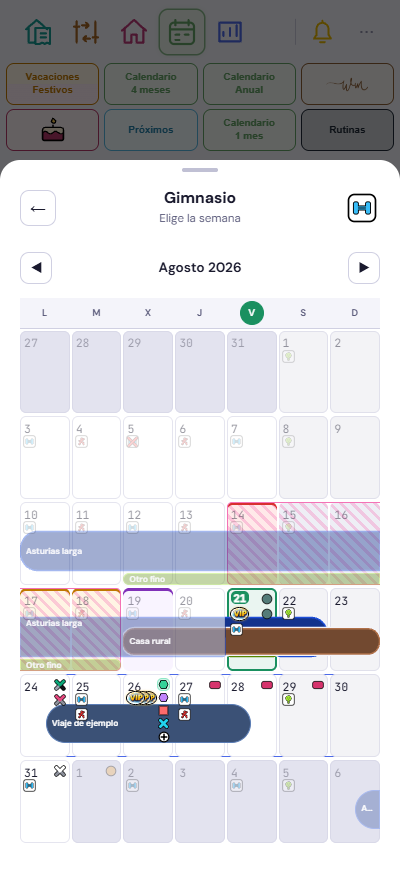 Vacaciones
Festivos
Calendario
4 meses
Calendario
Anual
Próximos
Calendario
1 mes
Rutinas
Gimnasio
Elige la semana
Agosto 2026
L M X J V S D
27 28 29 30 31 1 2
3 4 5 6 7 8 9
10 11 12 13 14 15 16
Asturias larga
Otro fino
17 18 19 20 21 22 23
VIP
Asturias larga
Casa rural
Otro fino
24 25 26 27 28 29 30
VIP
Viaje de ejemplo
31 1 2 3 4 5 6
A...